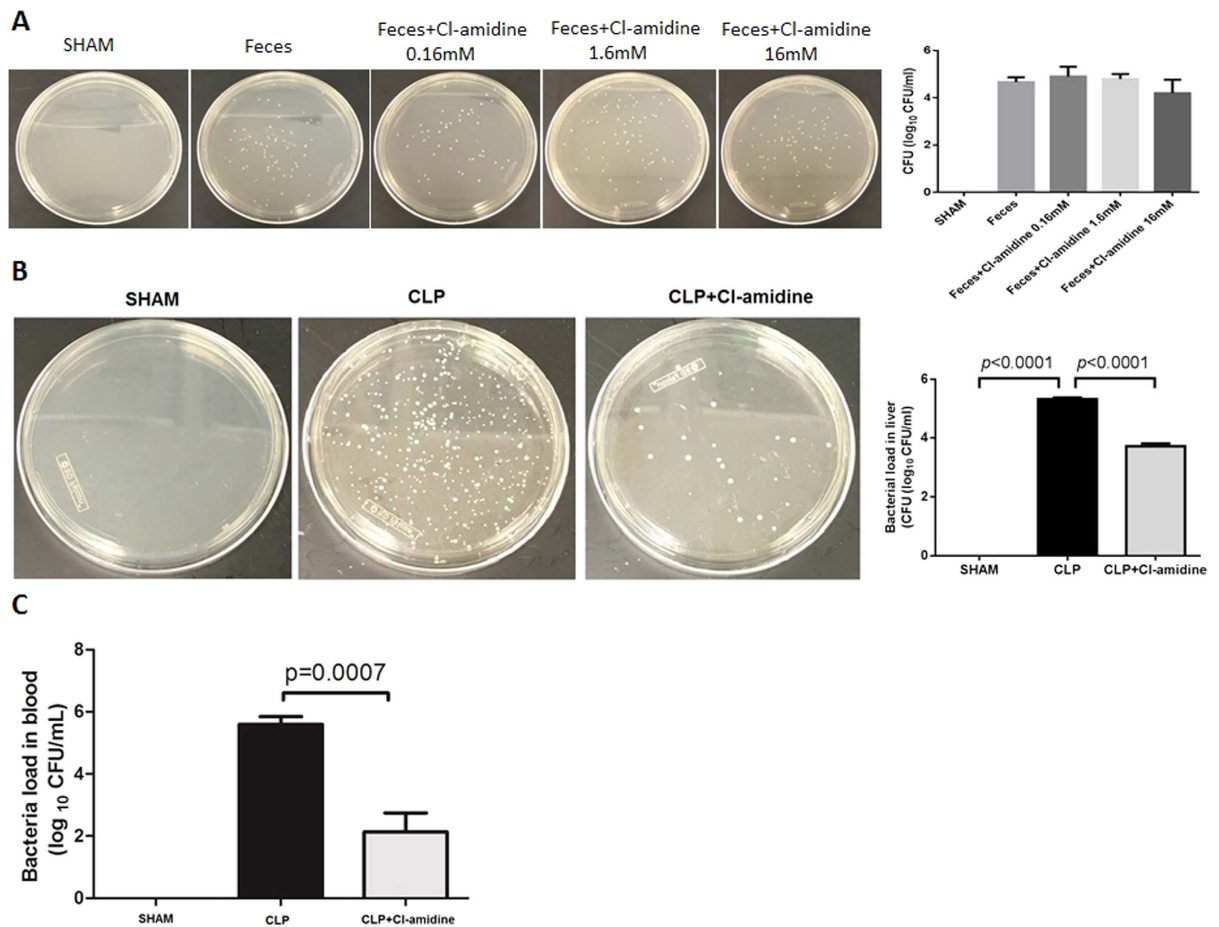 A
SHAM
Feces
Feces+Cl-amidine
0.16mM
Feces+Cl-amidine
1.6mM
Feces+Cl-amidine
16mM
CFU (log10 CFU/ml)
6
4
2
0
SHAM
Feces
Feces+Cl-amidine 0.16mM
Feces+Cl-amidine 1.6mM
Feces+Cl-amidine 16mM
B
SHAM
CLP
CLP+Cl-amidine
p<0.0001
p<0.0001
Bacterial load in liver
(CFU (log10 CFU/ml)
6
4
2
0
SHAM
CLP
CLP+Cl-amidine
C
Bacteria load in blood
(log 10 CFU/mL)
8
6
4
2
0
p=0.0007
SHAM
CLP
CLP+Cl-amidine